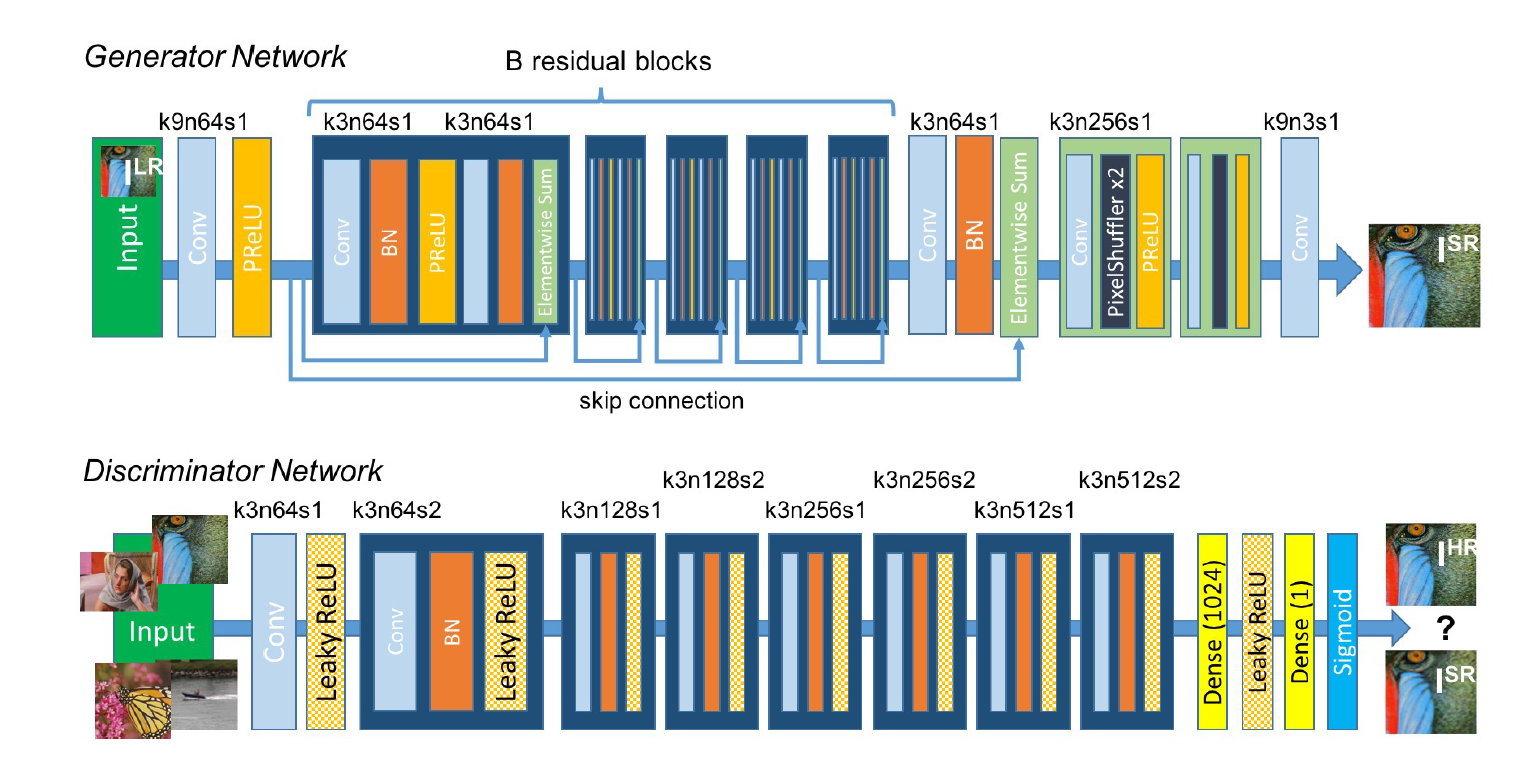 Generator Network
B residual blocks
k9n64s1
k3n64s1
k3n64s1
k3n64s1
k3n256s1
k9n3s1
I^LR
Input
Conv
PReLU
Conv
BN
PReLU
Elementwise Sum
Conv
BN
Elementwise Sum
Conv
PixelShuffler x2
PReLU
Conv
I^SR
skip connection
Discriminator Network
k3n64s1
k3n64s2
k3n128s1
k3n128s2
k3n256s1
k3n256s2
k3n512s1
k3n512s2
Input
Conv
Leaky ReLU
Conv
BN
Leaky ReLU
Dense (1024)
Leaky ReLU
Dense (1)
Sigmoid
I^HR
?
I^SR